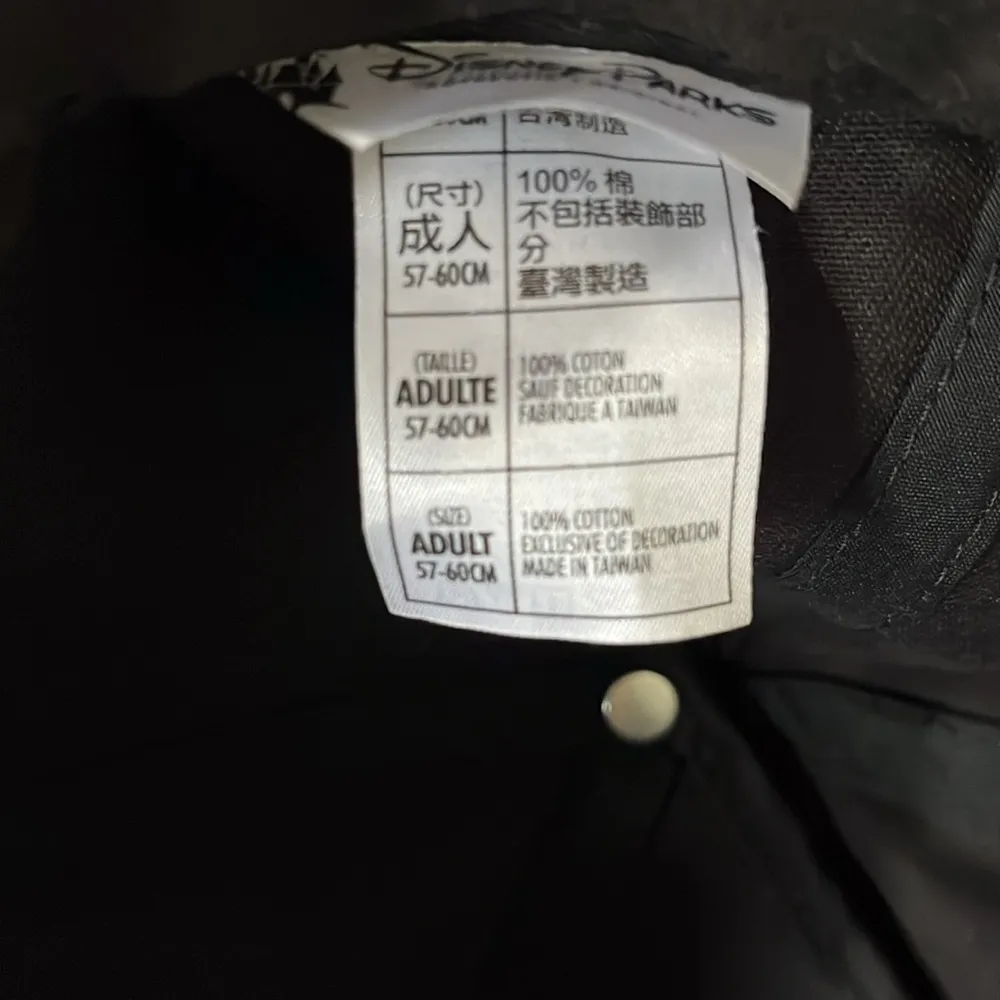 DISNEY PARKS
台湾制造
(尺寸)
成人
57-60CM
100% 棉
不包括裝飾部
分
臺灣製造
(TAILLE)
ADULTE
57-60CM
100% COTON
SAUF DECORATION
FABRIQUE A TAIWAN
(SIZE)
ADULT
57-60CM
100% COTTON
EXCLUSIVE OF DECORATION
MADE IN TAIWAN